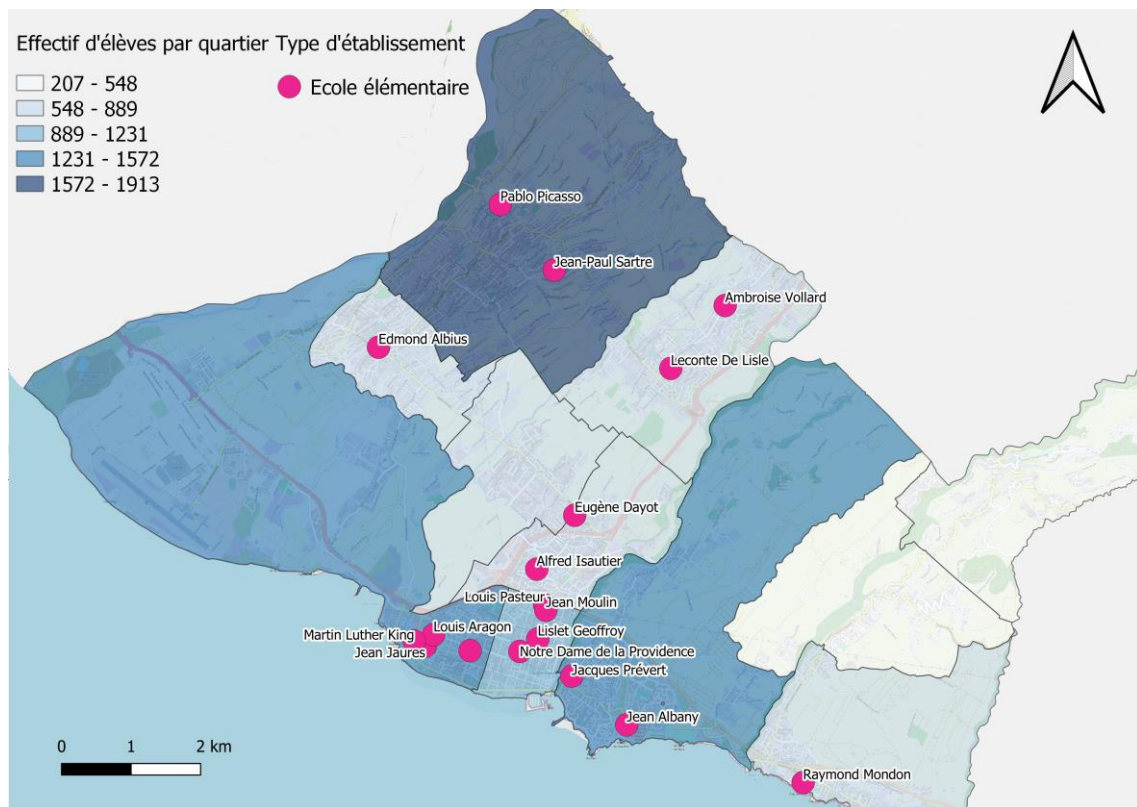 Effectif d'élèves par quartier Type d'établissement
207 - 548
Ecole élémentaire
548 - 889
889 - 1231
1231 - 1572
1572 - 1913
Pablo Picasso
Jean-Paul Sartre
Ambroise Vollard
Edmond Albius
Leconte De Lisle
Eugène Dayot
Alfred Isautier
Louis Pasteur
Jean Moulin
Louis Aragon
Lislet Geoffroy
Martin Luther King
Jean Jaures
Notre Dame de la Providence
Jacques Prévert
Jean Albany
0 1 2 km
Raymond Mondon